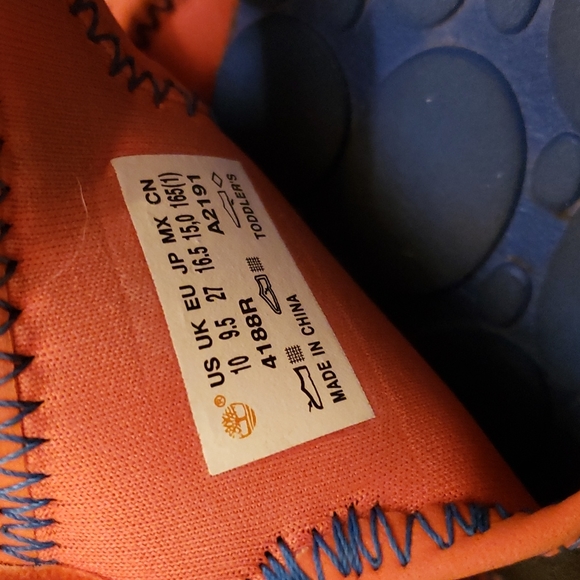 US UK EU JP MX CN
10 9.5 27 16.5 15,0 165(1)
4188R A2191
TODDLER'S
MADE IN CHINA
®